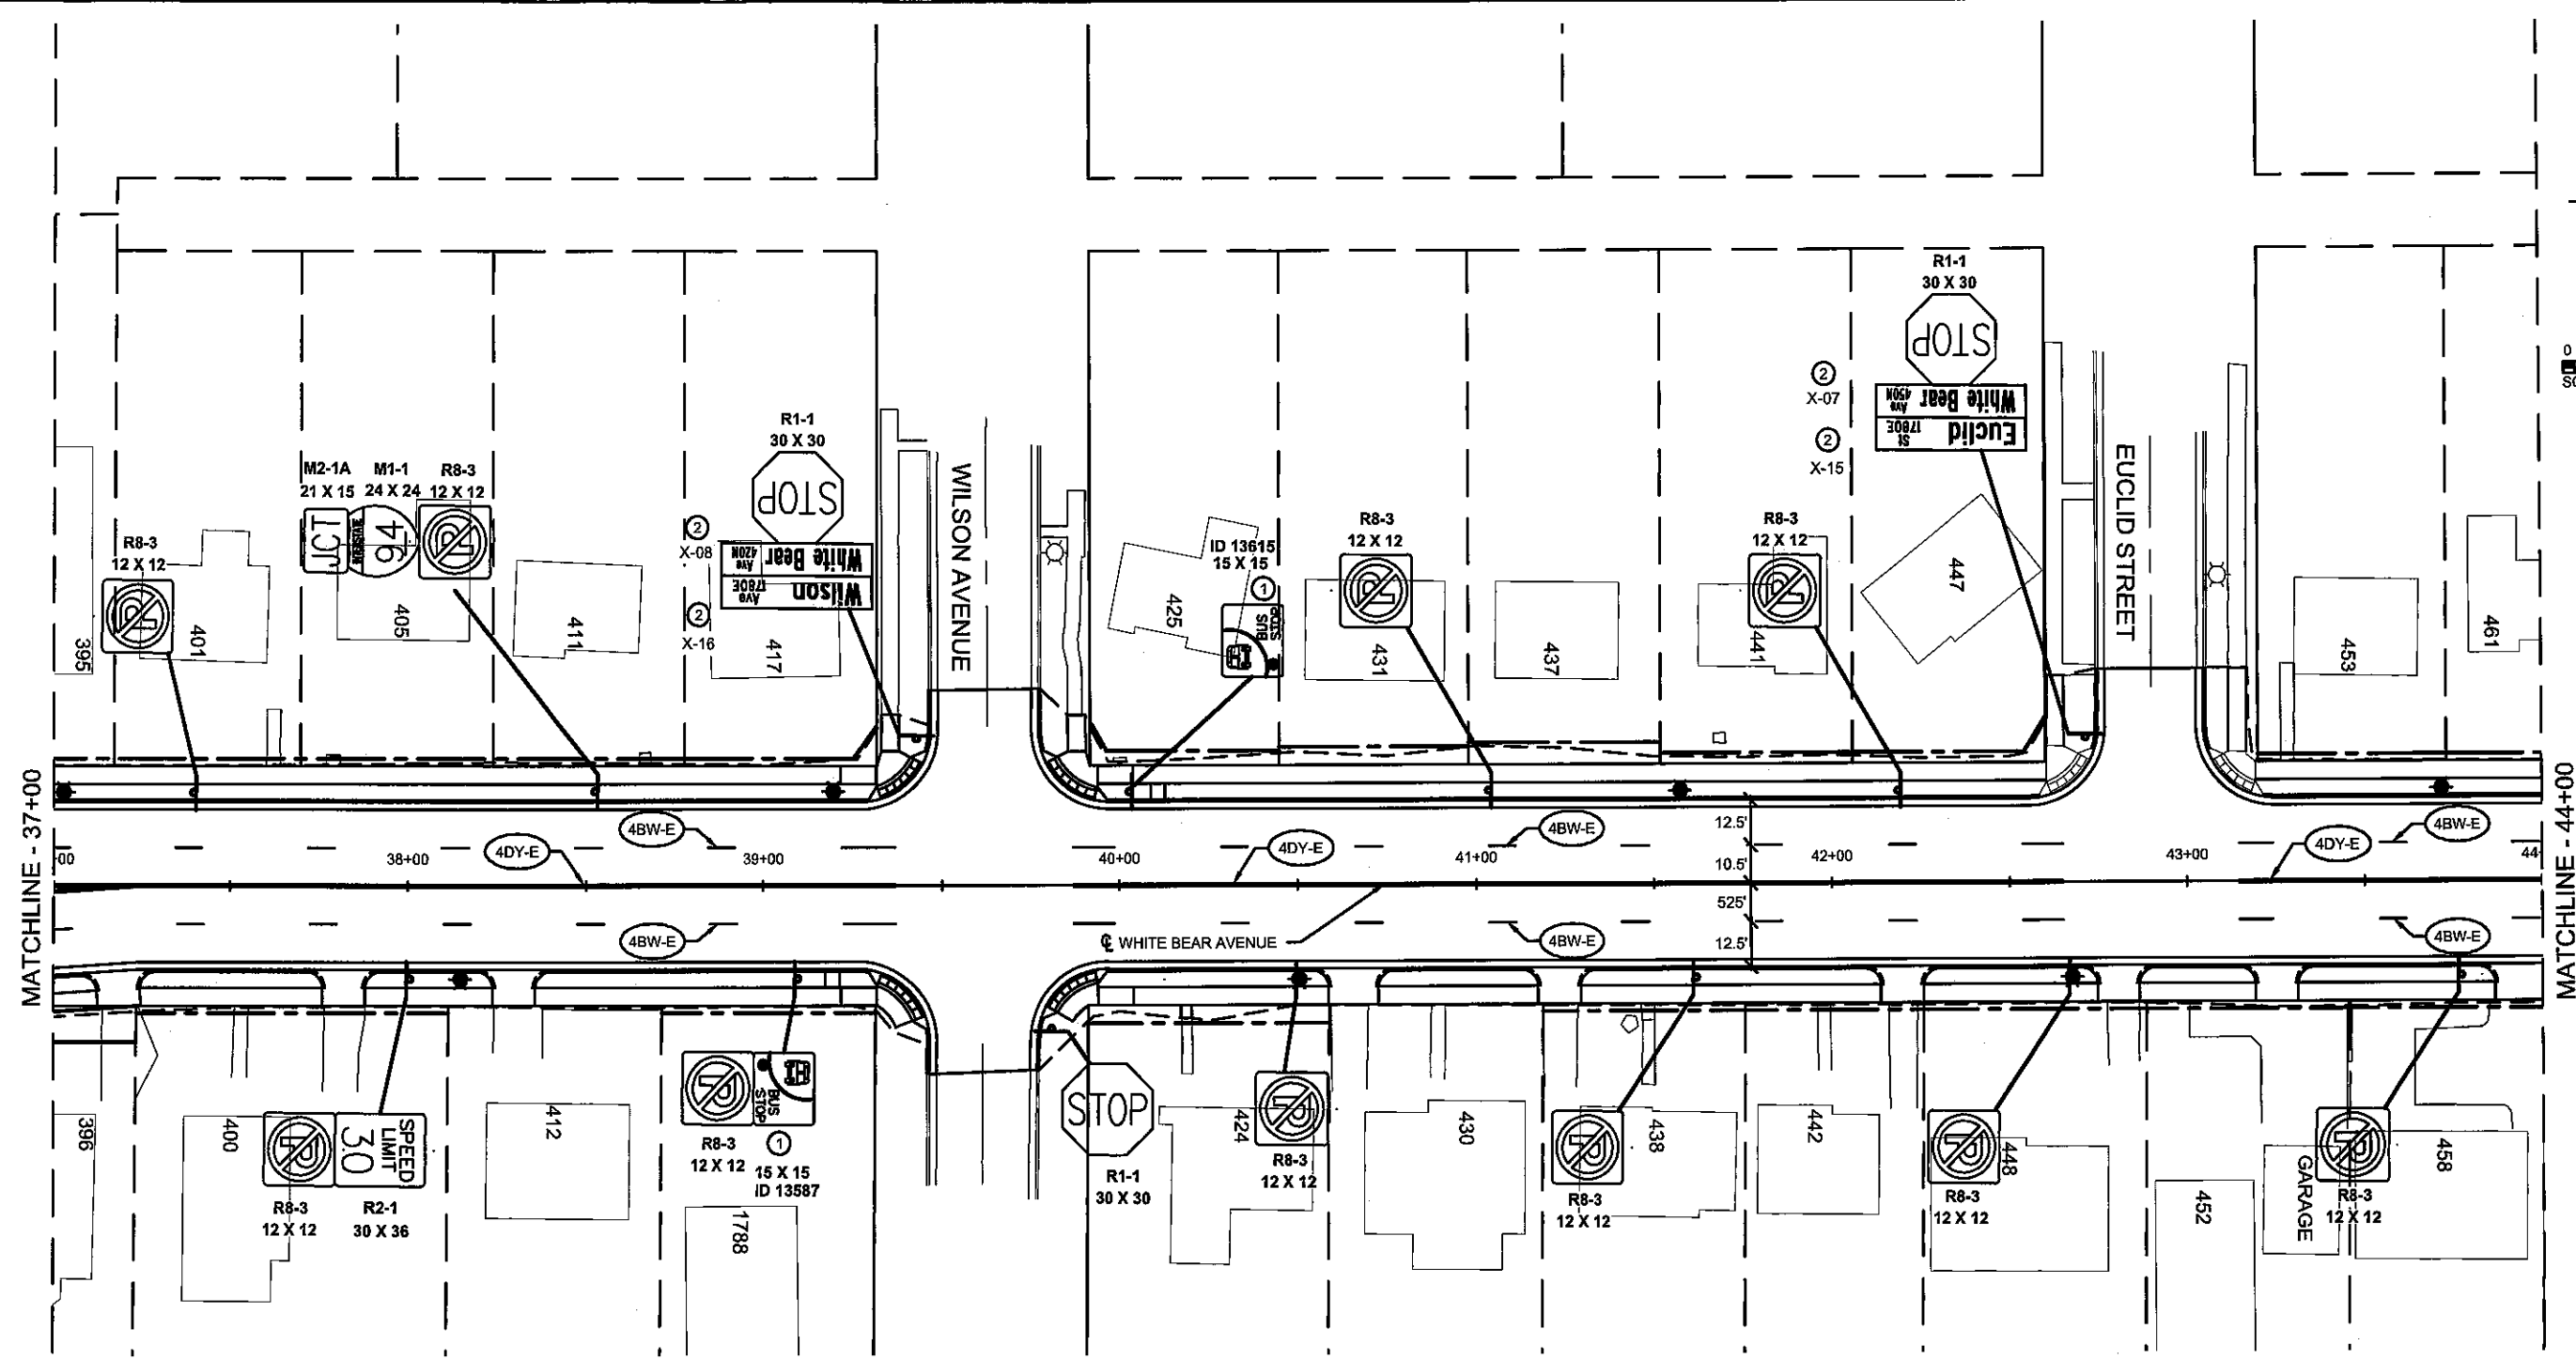 R1-1
30 X 30
STOP
White Bear Ave 450N
Euclid St 1780E
2
X-07
2
X-15
R1-1
30 X 30
STOP
White Bear Ave 420N
Wilson Ave 1780E
2
X-08
2
X-16
M2-1A
21 X 15
JCT
M1-1
24 X 24
94
R8-3
12 X 12
P
R8-3
12 X 12
P
WILSON AVENUE
EUCLID STREET
ID 13615
15 X 15
1
BUS
STOP
R8-3
12 X 12
P
R8-3
12 X 12
P
395
401
405
411
417
425
431
437
441
447
453
461
0
MATCHLINE - 37+00
MATCHLINE - 44+00
4BW-E
4BW-E
4BW-E
4DY-E
4DY-E
4DY-E
00
38+00
39+00
40+00
41+00
42+00
43+00
44
12.5'
10.5'
525'
12.5'
4BW-E
4BW-E
4BW-E
℄ WHITE BEAR AVENUE
396
400
412
1788
424
430
438
442
448
452
GARAGE
458
P
SPEED
LIMIT
30
R8-3
12 X 12
R2-1
30 X 36
P
BUS
STOP
R8-3
12 X 12
1
15 X 15
ID 13587
STOP
R1-1
30 X 30
P
R8-3
12 X 12
P
R8-3
12 X 12
P
R8-3
12 X 12
P
R8-3
12 X 12